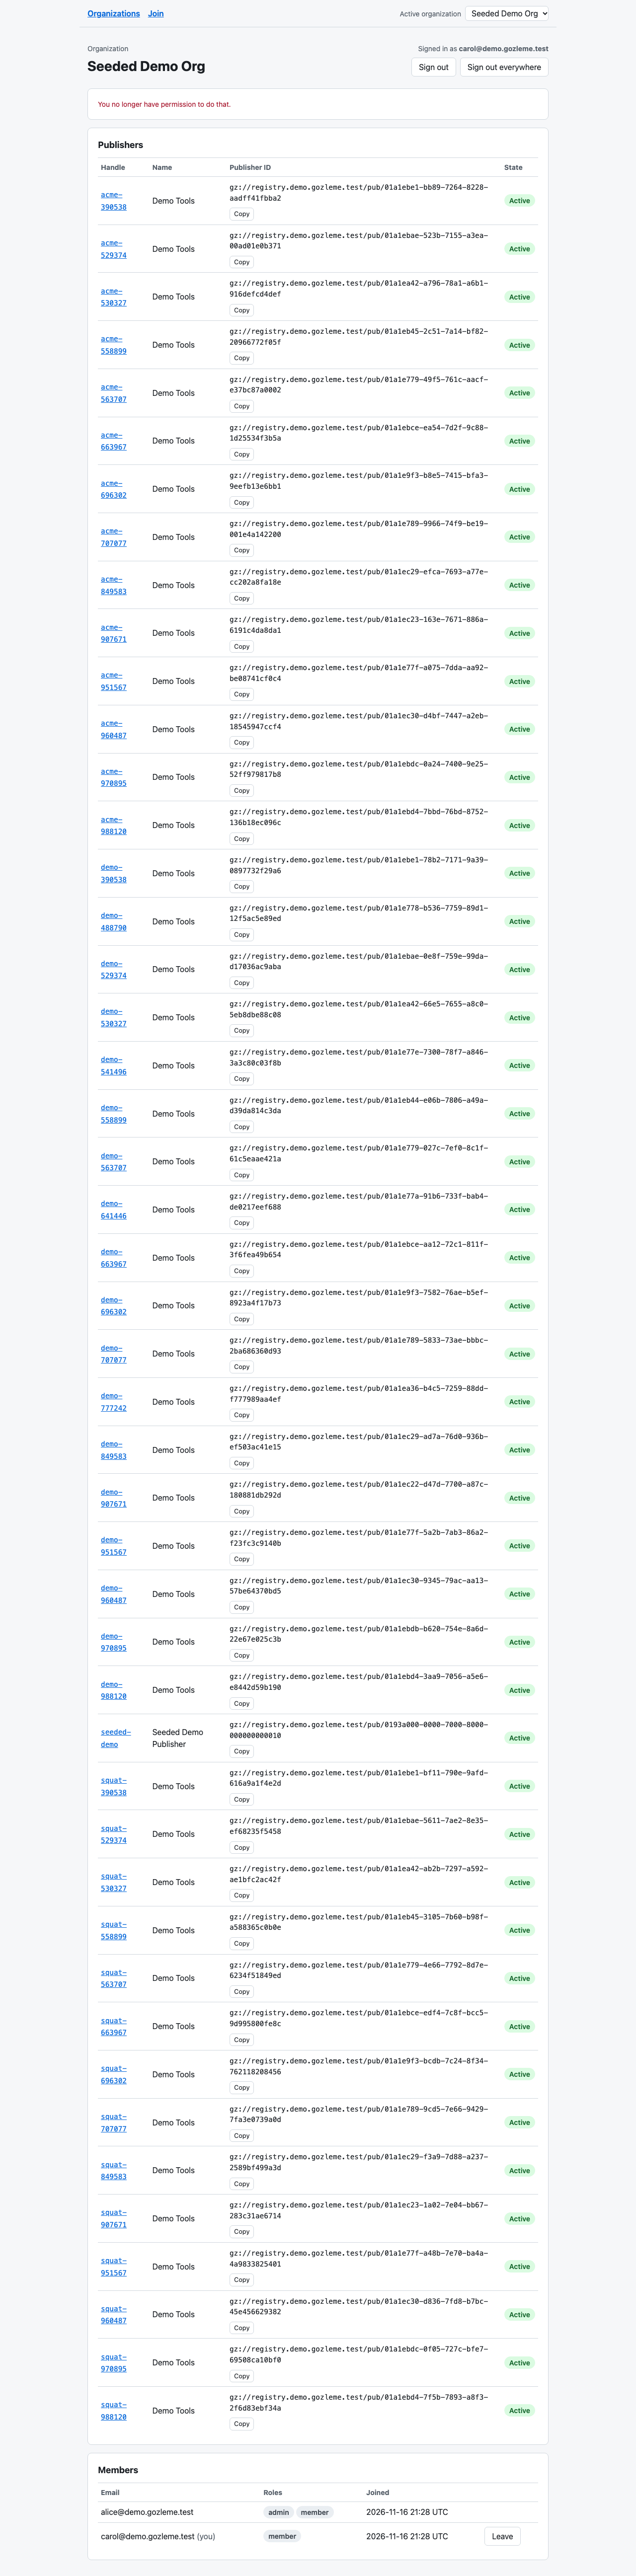 Organizations Join Active organization Seeded Demo Org
Organization
Signed in as carol@demo.gozleme.test
Seeded Demo Org
Sign out Sign out everywhere
You no longer have permission to do that.
Publishers
Handle Name Publisher ID State
acme-
390538
Demo Tools
gz://registry.demo.gozleme.test/pub/01a1ebe1-bb89-7264-8228-
aadff41fbba2
Copy
Active
acme-
529374
Demo Tools
gz://registry.demo.gozleme.test/pub/01a1ebae-523b-7155-a3ea-
00ad01e0b371
Copy
Active
acme-
530327
Demo Tools
gz://registry.demo.gozleme.test/pub/01a1ea42-a796-78a1-a6b1-
916defcd4def
Copy
Active
acme-
558899
Demo Tools
gz://registry.demo.gozleme.test/pub/01a1eb45-2c51-7a14-bf82-
20966772f05f
Copy
Active
acme-
563707
Demo Tools
gz://registry.demo.gozleme.test/pub/01a1e779-49f5-761c-aacf-
e37bc87a0002
Copy
Active
acme-
663967
Demo Tools
gz://registry.demo.gozleme.test/pub/01a1ebce-ea54-7d2f-9c88-
1d25534f3b5a
Copy
Active
acme-
696302
Demo Tools
gz://registry.demo.gozleme.test/pub/01a1e9f3-b8e5-7415-bfa3-
9eefb13e6bb1
Copy
Active
acme-
707077
Demo Tools
gz://registry.demo.gozleme.test/pub/01a1e789-9966-74f9-be19-
001e4a142200
Copy
Active
acme-
849583
Demo Tools
gz://registry.demo.gozleme.test/pub/01a1ec29-efca-7693-a77e-
cc202a8fa18e
Copy
Active
acme-
907671
Demo Tools
gz://registry.demo.gozleme.test/pub/01a1ec23-163e-7671-886a-
6191c4da8da1
Copy
Active
acme-
951567
Demo Tools
gz://registry.demo.gozleme.test/pub/01a1e77f-a075-7dda-aa92-
be08741cf0c4
Copy
Active
acme-
960487
Demo Tools
gz://registry.demo.gozleme.test/pub/01a1ec30-d4bf-7447-a2eb-
18545947ccf4
Copy
Active
acme-
970895
Demo Tools
gz://registry.demo.gozleme.test/pub/01a1ebdc-0a24-7400-9e25-
52ff979817b8
Copy
Active
acme-
988120
Demo Tools
gz://registry.demo.gozleme.test/pub/01a1ebd4-7bbd-76bd-8752-
136b18ec096c
Copy
Active
demo-
390538
Demo Tools
gz://registry.demo.gozleme.test/pub/01a1ebe1-78b2-7171-9a39-
0897732f29a6
Copy
Active
demo-
488790
Demo Tools
gz://registry.demo.gozleme.test/pub/01a1e778-b536-7759-89d1-
12f5ac5e89ed
Copy
Active
demo-
529374
Demo Tools
gz://registry.demo.gozleme.test/pub/01a1ebae-0e8f-759e-99da-
d17036ac9aba
Copy
Active
demo-
530327
Demo Tools
gz://registry.demo.gozleme.test/pub/01a1ea42-66e5-7655-a8c0-
5eb8dbe88c08
Copy
Active
demo-
541496
Demo Tools
gz://registry.demo.gozleme.test/pub/01a1e77e-7300-78f7-a846-
3a3c80c03f8b
Copy
Active
demo-
558899
Demo Tools
gz://registry.demo.gozleme.test/pub/01a1eb44-e06b-7806-a49a-
d39da814c3da
Copy
Active
demo-
563707
Demo Tools
gz://registry.demo.gozleme.test/pub/01a1e779-027c-7ef0-8c1f-
61c5eaae421a
Copy
Active
demo-
641446
Demo Tools
gz://registry.demo.gozleme.test/pub/01a1e77a-91b6-733f-bab4-
de0217eef688
Copy
Active
demo-
663967
Demo Tools
gz://registry.demo.gozleme.test/pub/01a1ebce-aa12-72c1-811f-
3f6fea49b654
Copy
Active
demo-
696302
Demo Tools
gz://registry.demo.gozleme.test/pub/01a1e9f3-7582-76ae-b5ef-
8923a4f17b73
Copy
Active
demo-
707077
Demo Tools
gz://registry.demo.gozleme.test/pub/01a1e789-5833-73ae-bbbc-
2ba686360d93
Copy
Active
demo-
777242
Demo Tools
gz://registry.demo.gozleme.test/pub/01a1ea36-b4c5-7259-88dd-
f777989aa4ef
Copy
Active
demo-
849583
Demo Tools
gz://registry.demo.gozleme.test/pub/01a1ec29-ad7a-76d0-936b-
ef503ac41e15
Copy
Active
demo-
907671
Demo Tools
gz://registry.demo.gozleme.test/pub/01a1ec22-d47d-7700-a87c-
180881db292d
Copy
Active
demo-
951567
Demo Tools
gz://registry.demo.gozleme.test/pub/01a1e77f-5a2b-7ab3-86a2-
f23fc3c9140b
Copy
Active
demo-
960487
Demo Tools
gz://registry.demo.gozleme.test/pub/01a1ec30-9345-79ac-aa13-
57be64370bd5
Copy
Active
demo-
970895
Demo Tools
gz://registry.demo.gozleme.test/pub/01a1ebdb-b620-754e-8a6d-
22e67e025c3b
Copy
Active
demo-
988120
Demo Tools
gz://registry.demo.gozleme.test/pub/01a1ebd4-3aa9-7056-a5e6-
e8442d59b190
Copy
Active
seeded-
demo
Seeded Demo
Publisher
gz://registry.demo.gozleme.test/pub/0193a000-0000-7000-8000-
000000000010
Copy
Active
squat-
390538
Demo Tools
gz://registry.demo.gozleme.test/pub/01a1ebe1-bf11-790e-9afd-
616a9a1f4e2d
Copy
Active
squat-
529374
Demo Tools
gz://registry.demo.gozleme.test/pub/01a1ebae-5611-7ae2-8e35-
ef68235f5458
Copy
Active
squat-
530327
Demo Tools
gz://registry.demo.gozleme.test/pub/01a1ea42-ab2b-7297-a592-
ae1bfc2ac42f
Copy
Active
squat-
558899
Demo Tools
gz://registry.demo.gozleme.test/pub/01a1eb45-3105-7b60-b98f-
a588365c0b0e
Copy
Active
squat-
563707
Demo Tools
gz://registry.demo.gozleme.test/pub/01a1e779-4e66-7792-8d7e-
6234f51849ed
Copy
Active
squat-
663967
Demo Tools
gz://registry.demo.gozleme.test/pub/01a1ebce-edf4-7c8f-bcc5-
9d995800fe8c
Copy
Active
squat-
696302
Demo Tools
gz://registry.demo.gozleme.test/pub/01a1e9f3-bcdb-7c24-8f34-
762118208456
Copy
Active
squat-
707077
Demo Tools
gz://registry.demo.gozleme.test/pub/01a1e789-9cd5-7e66-9429-
7fa3e0739a0d
Copy
Active
squat-
849583
Demo Tools
gz://registry.demo.gozleme.test/pub/01a1ec29-f3a9-7d88-a237-
2589bf499a3d
Copy
Active
squat-
907671
Demo Tools
gz://registry.demo.gozleme.test/pub/01a1ec23-1a02-7e04-bb67-
283c31ae6714
Copy
Active
squat-
951567
Demo Tools
gz://registry.demo.gozleme.test/pub/01a1e77f-a48b-7e70-ba4a-
4a9833825401
Copy
Active
squat-
960487
Demo Tools
gz://registry.demo.gozleme.test/pub/01a1ec30-d836-7fd8-b7bc-
45e456629382
Copy
Active
squat-
970895
Demo Tools
gz://registry.demo.gozleme.test/pub/01a1ebdc-0f05-727c-bfe7-
69508ca10bf0
Copy
Active
squat-
988120
Demo Tools
gz://registry.demo.gozleme.test/pub/01a1ebd4-7f5b-7893-a8f3-
2f6d83ebf34a
Copy
Active
Members
Email Roles Joined
alice@demo.gozleme.test admin member 2026-11-16 21:28 UTC
carol@demo.gozleme.test (you) member 2026-11-16 21:28 UTC Leave